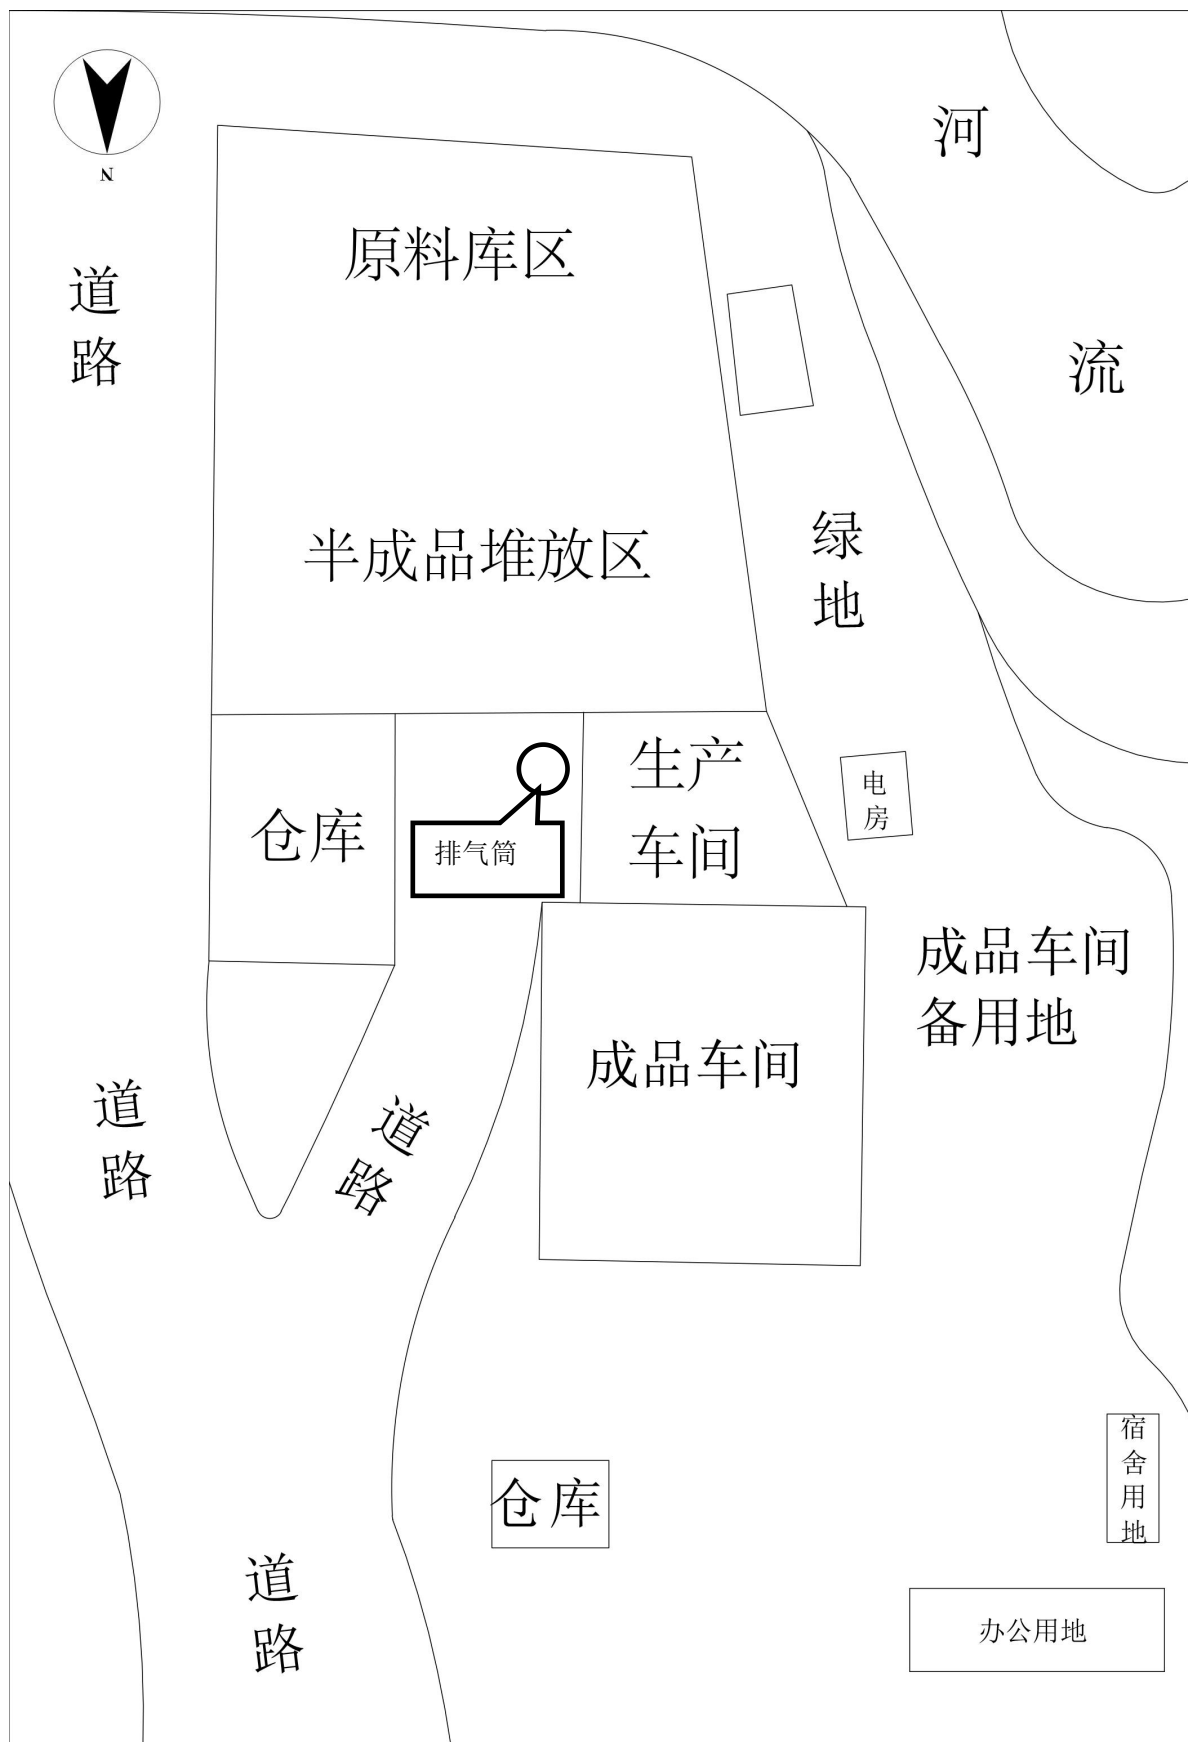 N
河
流
道
路
原料库区
半成品堆放区
绿
地
仓库
排气筒
生产
车间
电
房
成品车间
备用地
成品车间
道
路
道
路
仓库
宿
舍
用
地
道
路
办公用地